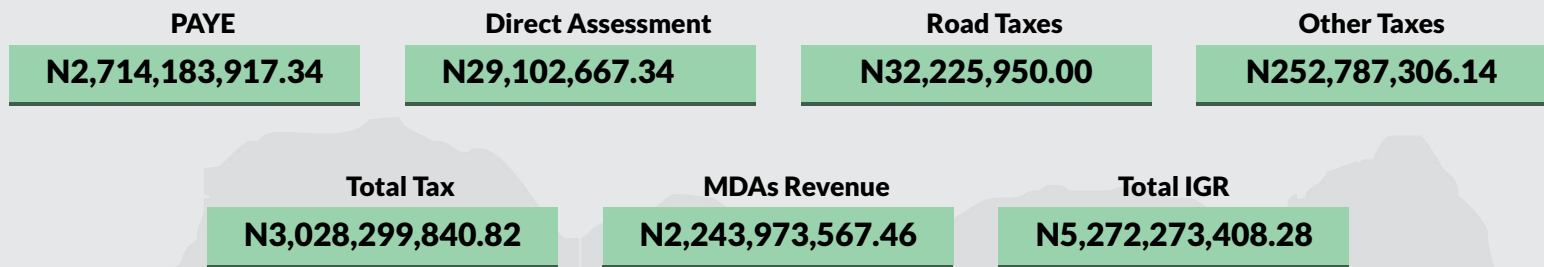 PAYE Direct Assessment Road Taxes Other Taxes
N2,714,183,917.34 N29,102,667.34 N32,225,950.00 N252,787,306.14
Total Tax MDAs Revenue Total IGR
N3,028,299,840.82 N2,243,973,567.46 N5,272,273,408.28